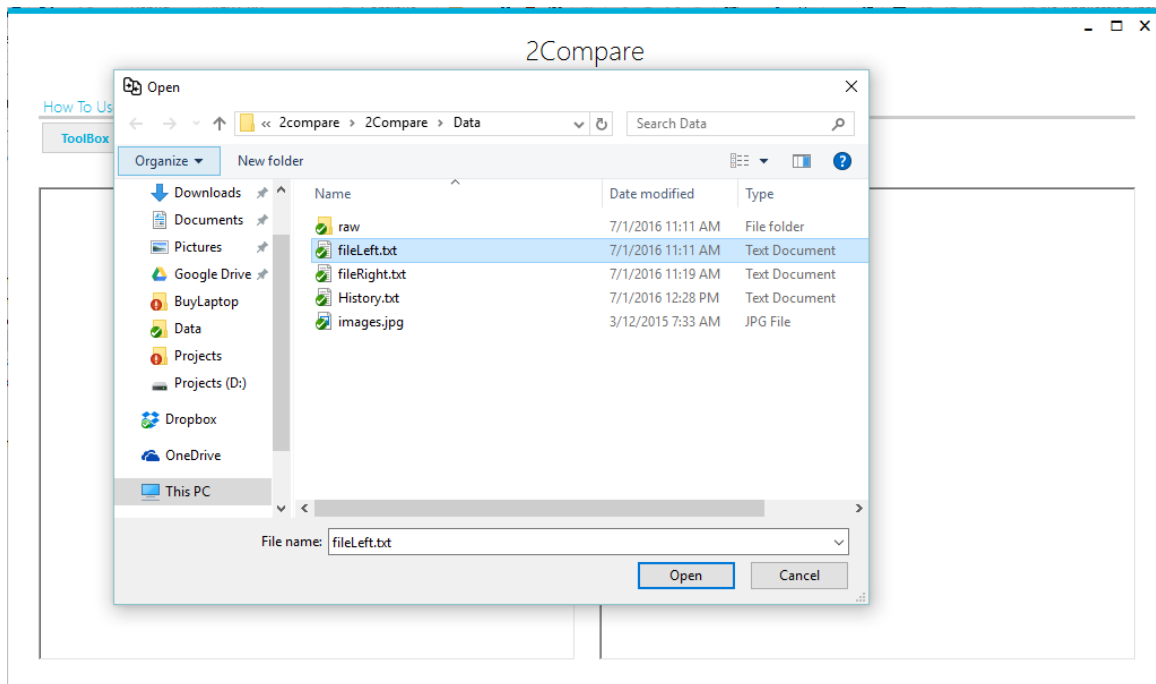 2Compare
Open
How To Us
« 2compare > 2Compare > Data
Search Data
ToolBox
Organize
New folder
Downloads
Name
Date modified
Type
Documents
raw
7/1/2016 11:11 AM
File folder
Pictures
fileLeft.txt
7/1/2016 11:11 AM
Text Document
Google Drive
fileRight.txt
7/1/2016 11:19 AM
Text Document
BuyLaptop
History.txt
7/1/2016 12:28 PM
Text Document
Data
images.jpg
3/12/2015 7:33 AM
JPG File
Projects
Projects (D:)
Dropbox
OneDrive
This PC
File name:
fileLeft.txt
Open
Cancel